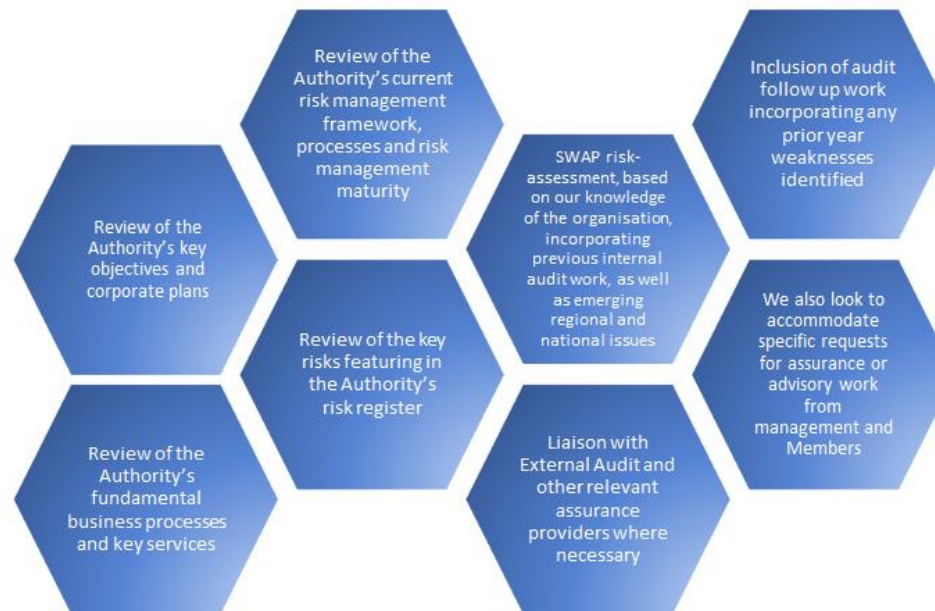 Review of the
Authority's current
risk management
framework,
processes and risk
management
maturity
Inclusion of audit
follow up work
incorporating any
prior year
weaknesses
identified
SWAP risk-
assessment, based
on our knowledge
of the organisation,
incorporating
previous internal
audit work, as well
as emerging
regional and
national issues
Review of the
Authority's key
objectives and
corporate plans
Review of the key
risks featuring in
the Authority's
risk register
We also look to
accommodate
specific requests
for assurance or
advisory work
from
management and
Members
Review of the
Authority's
fundamental
business processes
and key services
Liaison with
External Audit and
other relevant
assurance
providers where
necessary